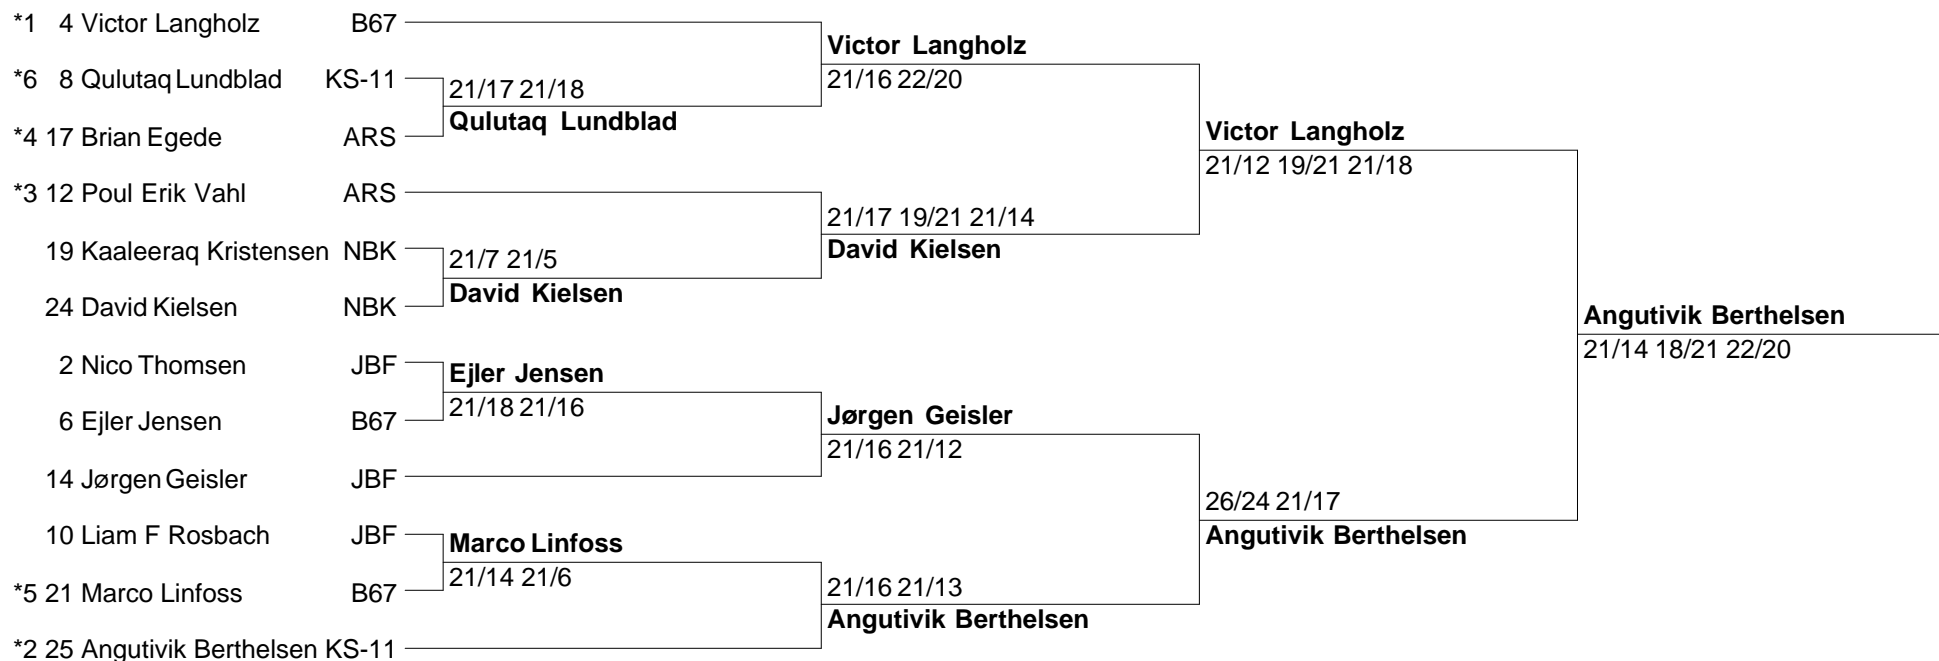 *1 4 Victor Langholz B67
Victor Langholz
*6 8 Qulutaq Lundblad KS-11
21/17 21/18
21/16 22/20
Qulutaq Lundblad
*4 17 Brian Egede ARS
Victor Langholz
21/12 19/21 21/18
*3 12 Poul Erik Vahl ARS
21/17 19/21 21/14
19 Kaaleeraq Kristensen NBK
David Kielsen
21/7 21/5
David Kielsen
24 David Kielsen NBK
Angutivik Berthelsen
21/14 18/21 22/20
2 Nico Thomsen JBF
Ejler Jensen
21/18 21/16
6 Ejler Jensen B67
Jørgen Geisler
21/16 21/12
14 Jørgen Geisler JBF
26/24 21/17
10 Liam F Rosbach JBF
Angutivik Berthelsen
Marco Linfoss
21/14 21/6
*5 21 Marco Linfoss B67
21/16 21/13
Angutivik Berthelsen
*2 25 Angutivik Berthelsen KS-11